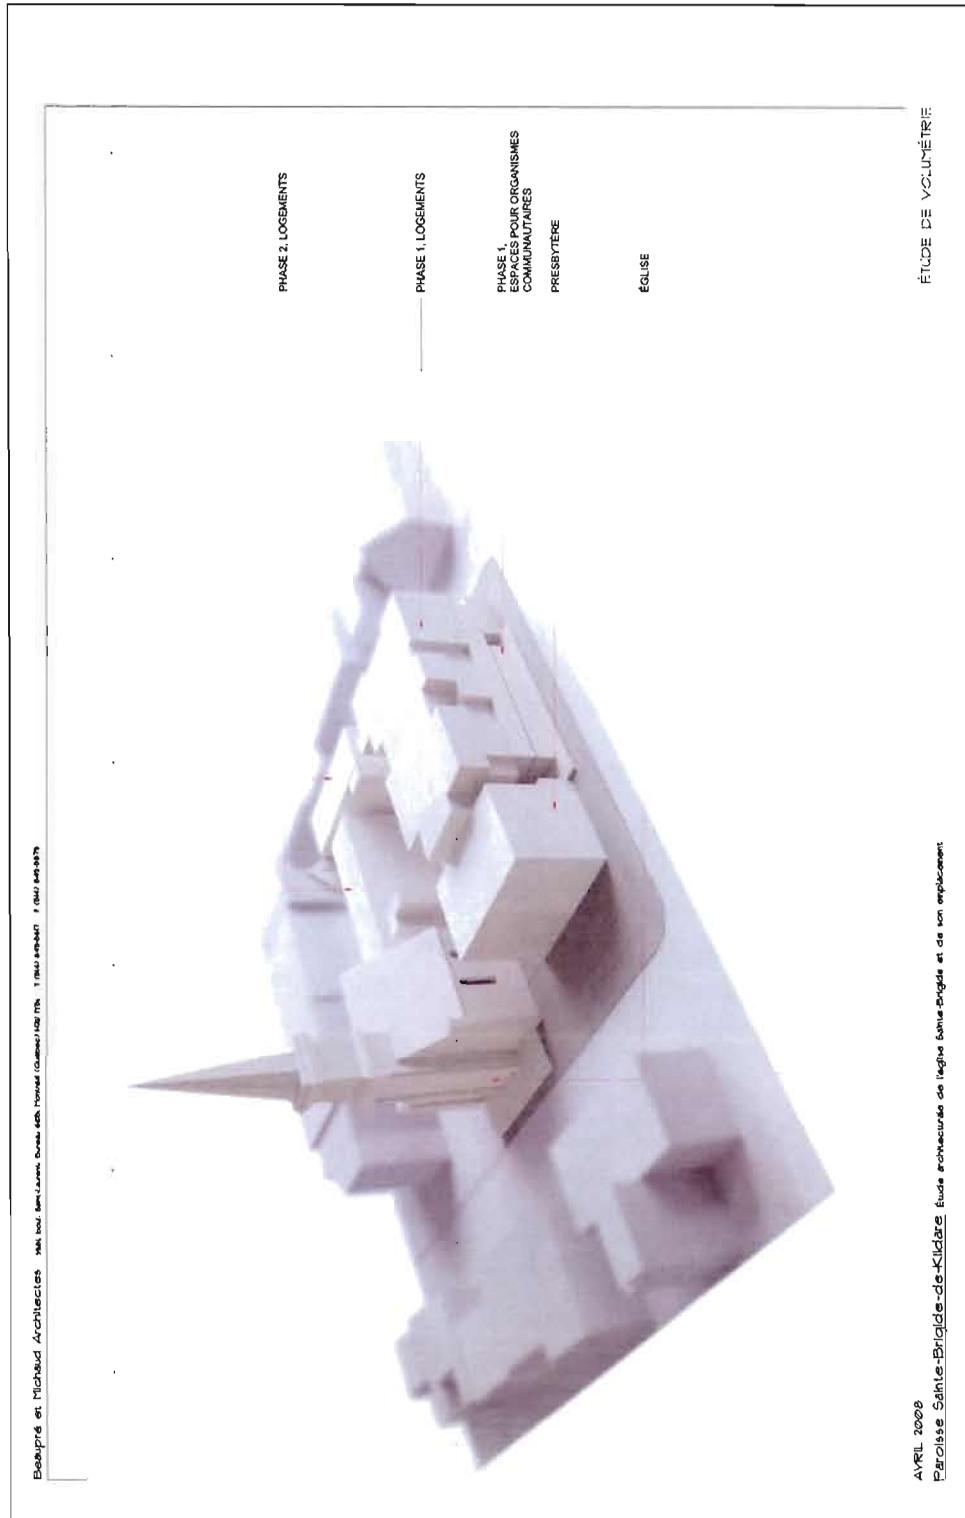 Beaupré et Michaud Architectes
PHASE 2, LOGEMENTS
PHASE 1, LOGEMENTS
PHASE 1,
ESPACES POUR ORGANISMES
COMMUNAUTAIRES
PRESBYTÈRE
ÉGLISE
AVRIL 2008
ÉTUDE DE VOLUMÉTRIE
Paroisse Sainte-Brigide-de-Kildare Étude architecturale de l'église Sainte-Brigide et de son emplacement